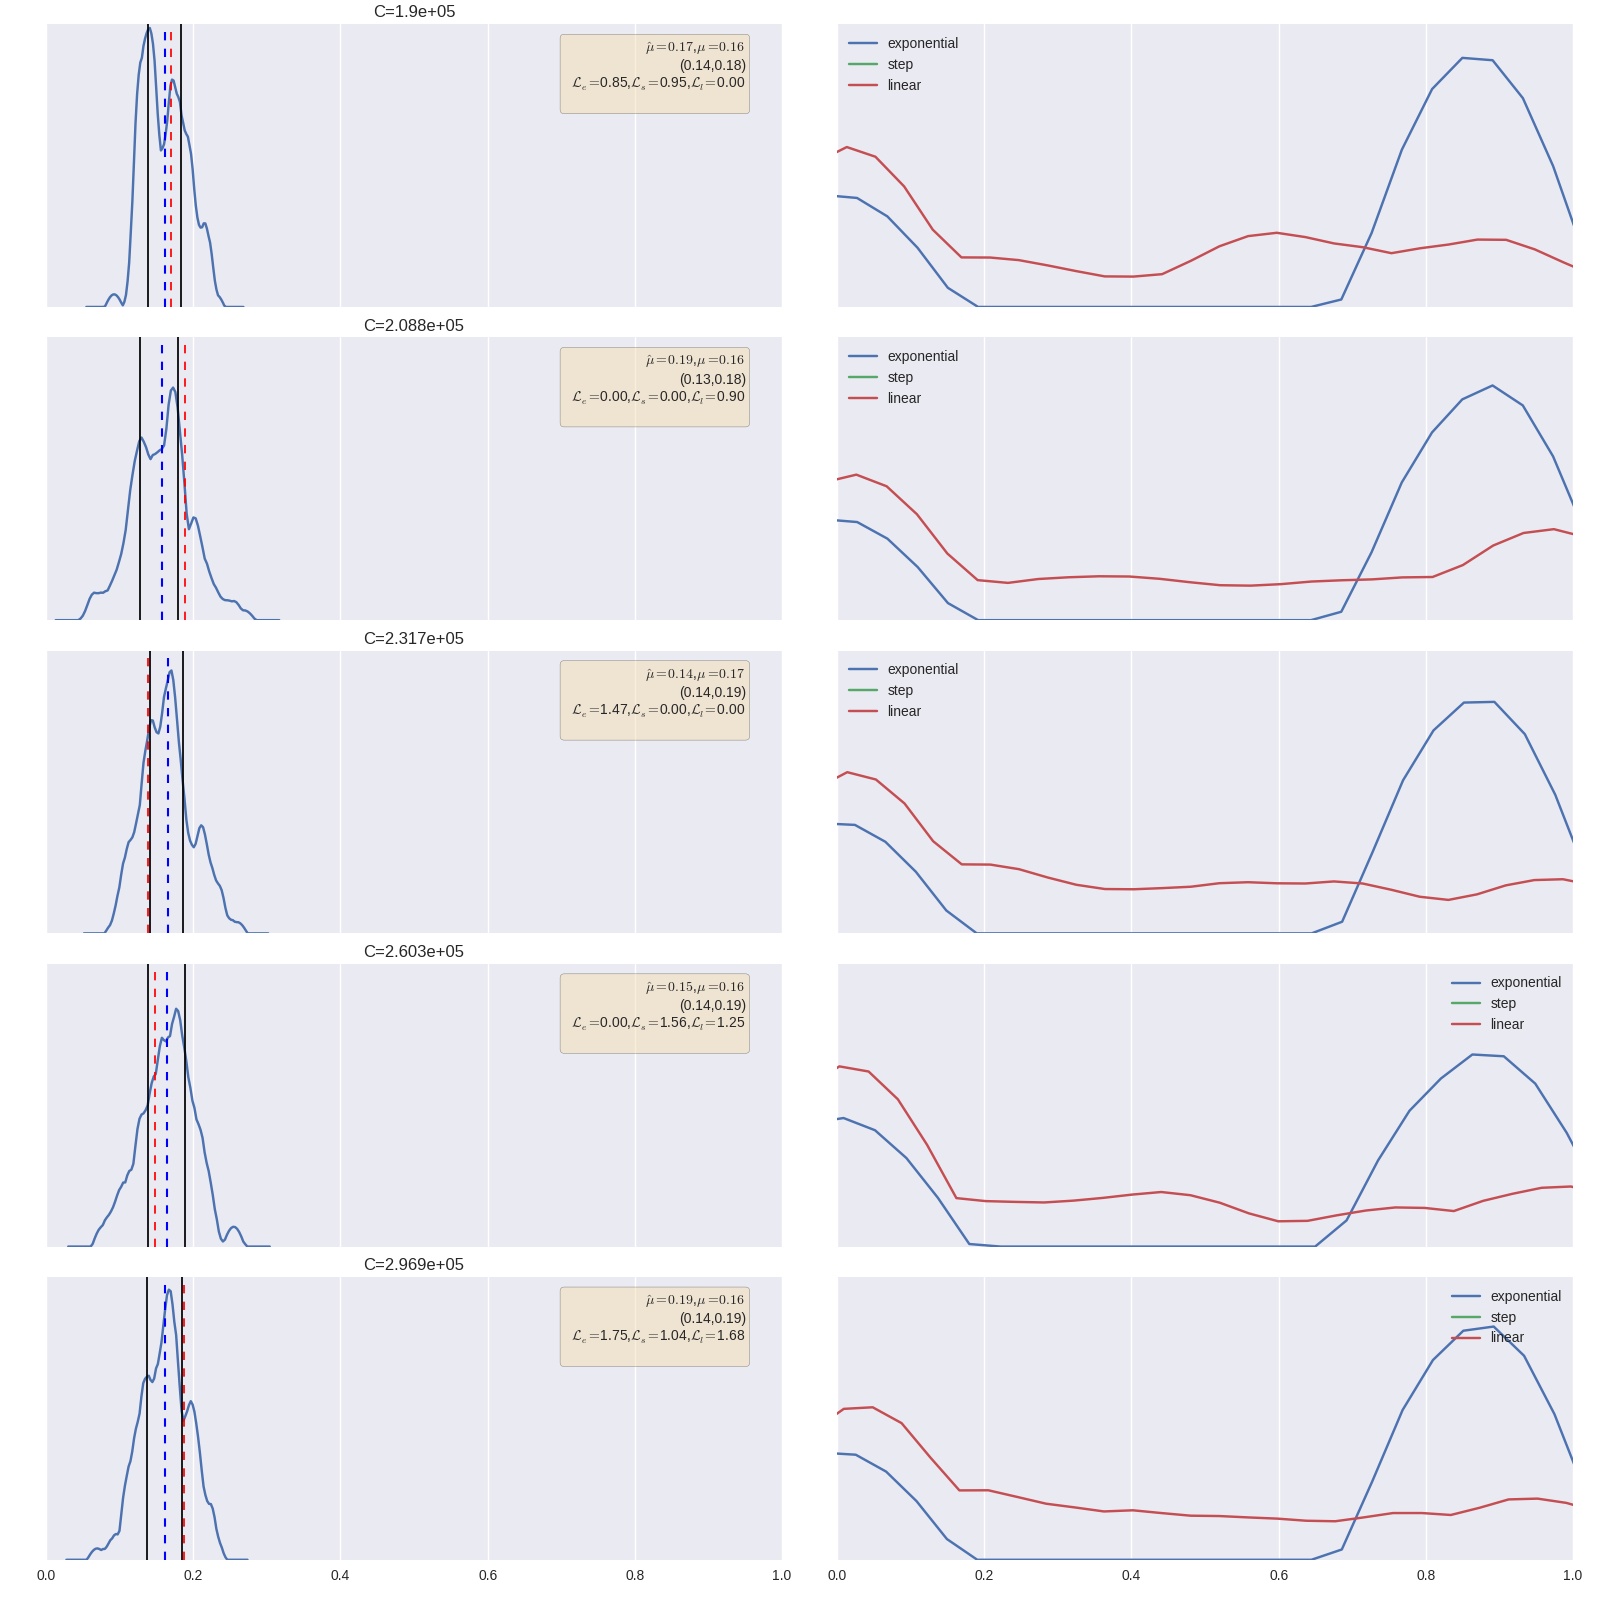 C=1.9e+05
μ̂=0.17,μ=0.16
(0.14,0.18)
ℒₑ=0.85,ℒₛ=0.95,ℒₗ=0.00
exponential
step
linear
C=2.088e+05
μ̂=0.19,μ=0.16
(0.13,0.18)
ℒₑ=0.00,ℒₛ=0.00,ℒₗ=0.90
exponential
step
linear
C=2.317e+05
μ̂=0.14,μ=0.17
(0.14,0.19)
ℒₑ=1.47,ℒₛ=0.00,ℒₗ=0.00
exponential
step
linear
C=2.603e+05
μ̂=0.15,μ=0.16
(0.14,0.19)
ℒₑ=0.00,ℒₛ=1.56,ℒₗ=1.25
exponential
step
linear
C=2.969e+05
μ̂=0.19,μ=0.16
(0.14,0.19)
ℒₑ=1.75,ℒₛ=1.04,ℒₗ=1.68
exponential
step
linear
0.0 0.2 0.4 0.6 0.8 1.0
0.0 0.2 0.4 0.6 0.8 1.0